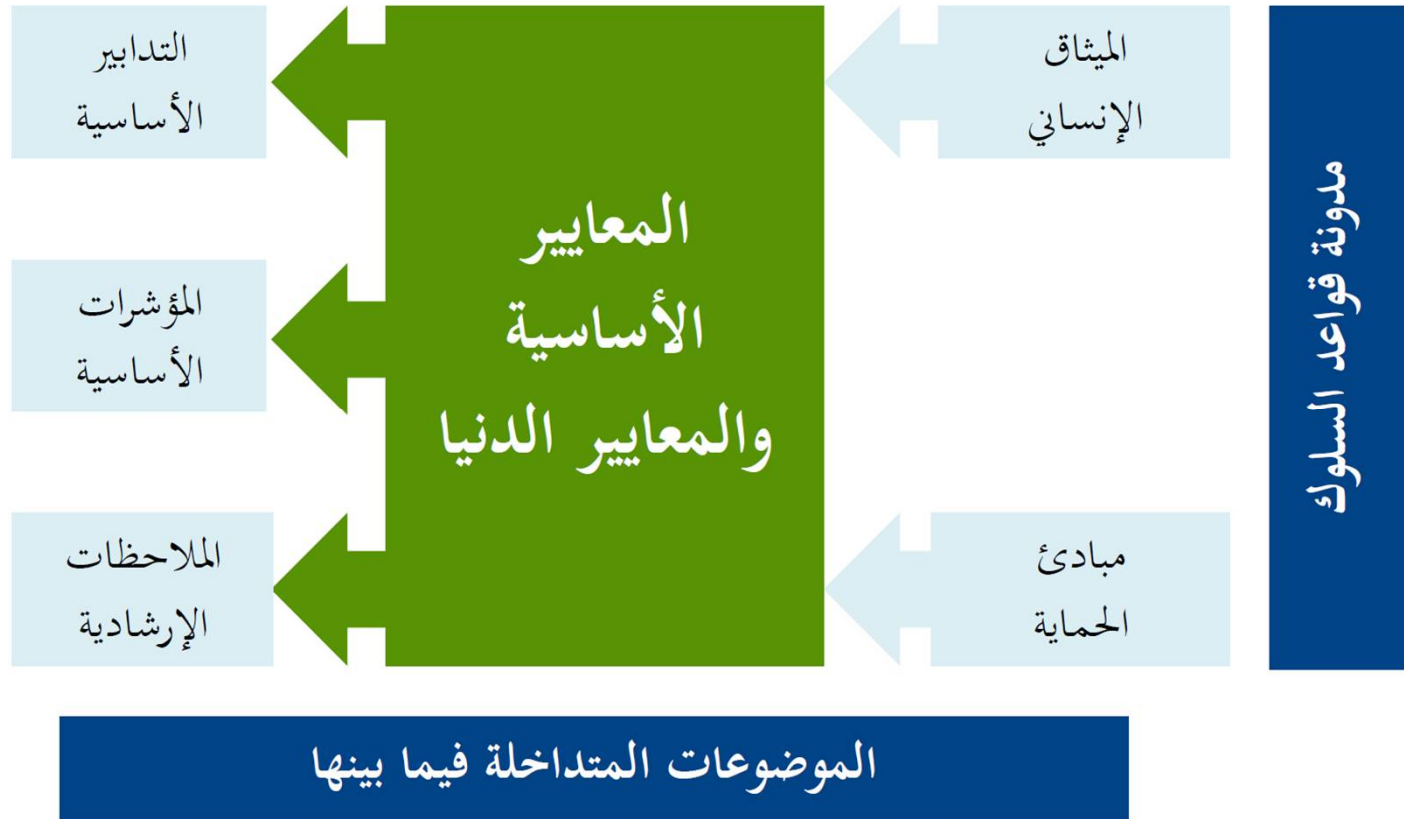 مدونة قواعد السلوك
الميثاق
الإنساني
مبادئ
الحماية
المعايير
الأساسية
والمعايير الدنيا
التدابير
الأساسية
المؤشرات
الأساسية
الملاحظات
الإرشادية
الموضوعات المتداخلة فيما بينها